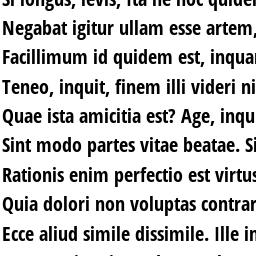 Si longus, levis, ita ne hoc quidem
Negabat igitur ullam esse artem,
Facillimum id quidem est, inquam
Teneo, inquit, finem illi videri ni
Quae ista amicitia est? Age, inqu
Sint modo partes vitae beatae. Si
Rationis enim perfectio est virtus
Quia dolori non voluptas contrar
Ecce aliud simile dissimile. Ille in